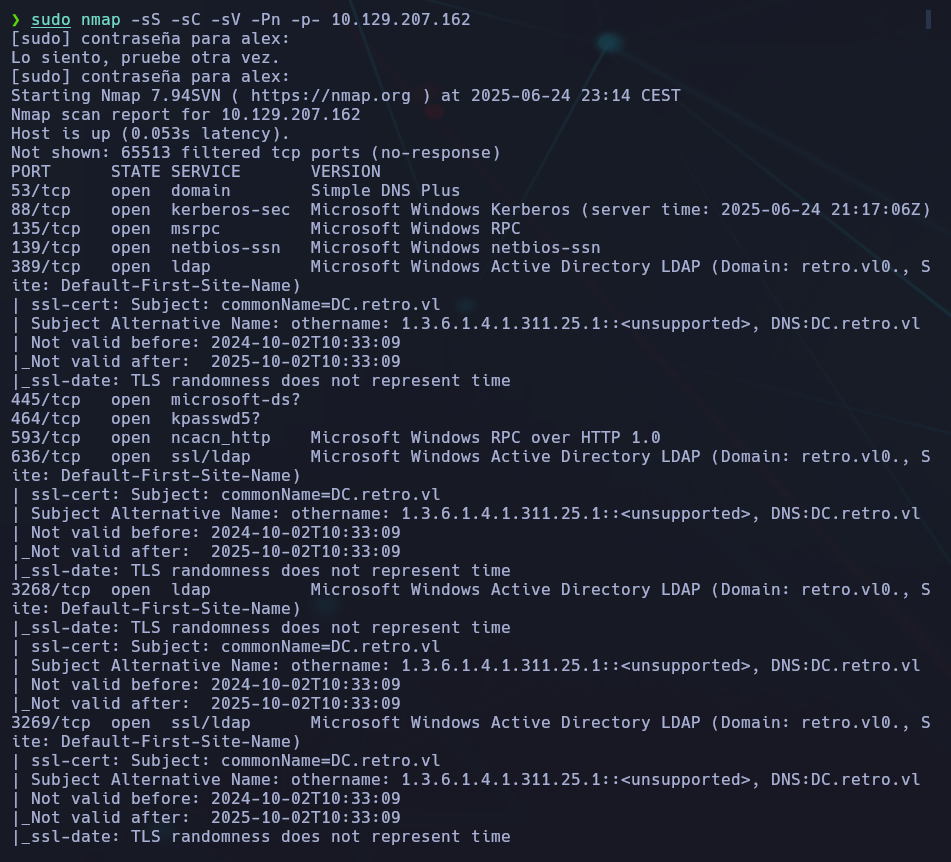 ❯ sudo nmap -sS -sC -sV -Pn -p- 10.129.207.162
[sudo] contraseña para alex:
Lo siento, pruebe otra vez.
[sudo] contraseña para alex:
Starting Nmap 7.94SVN ( https://nmap.org ) at 2025-06-24 23:14 CEST
Nmap scan report for 10.129.207.162
Host is up (0.053s latency).
Not shown: 65513 filtered tcp ports (no-response)
PORT      STATE SERVICE       VERSION
53/tcp    open  domain        Simple DNS Plus
88/tcp    open  kerberos-sec  Microsoft Windows Kerberos (server time: 2025-06-24 21:17:06Z)
135/tcp   open  msrpc         Microsoft Windows RPC
139/tcp   open  netbios-ssn   Microsoft Windows netbios-ssn
389/tcp   open  ldap          Microsoft Windows Active Directory LDAP (Domain: retro.vl0., S
ite: Default-First-Site-Name)
| ssl-cert: Subject: commonName=DC.retro.vl
| Subject Alternative Name: othername: 1.3.6.1.4.1.311.25.1::<unsupported>, DNS:DC.retro.vl
| Not valid before: 2024-10-02T10:33:09
|_Not valid after:  2025-10-02T10:33:09
|_ssl-date: TLS randomness does not represent time
445/tcp   open  microsoft-ds?
464/tcp   open  kpasswd5?
593/tcp   open  ncacn_http    Microsoft Windows RPC over HTTP 1.0
636/tcp   open  ssl/ldap      Microsoft Windows Active Directory LDAP (Domain: retro.vl0., S
ite: Default-First-Site-Name)
| ssl-cert: Subject: commonName=DC.retro.vl
| Subject Alternative Name: othername: 1.3.6.1.4.1.311.25.1::<unsupported>, DNS:DC.retro.vl
| Not valid before: 2024-10-02T10:33:09
|_Not valid after:  2025-10-02T10:33:09
|_ssl-date: TLS randomness does not represent time
3268/tcp  open  ldap          Microsoft Windows Active Directory LDAP (Domain: retro.vl0., S
ite: Default-First-Site-Name)
|_ssl-date: TLS randomness does not represent time
| ssl-cert: Subject: commonName=DC.retro.vl
| Subject Alternative Name: othername: 1.3.6.1.4.1.311.25.1::<unsupported>, DNS:DC.retro.vl
| Not valid before: 2024-10-02T10:33:09
|_Not valid after:  2025-10-02T10:33:09
3269/tcp  open  ssl/ldap      Microsoft Windows Active Directory LDAP (Domain: retro.vl0., S
ite: Default-First-Site-Name)
| ssl-cert: Subject: commonName=DC.retro.vl
| Subject Alternative Name: othername: 1.3.6.1.4.1.311.25.1::<unsupported>, DNS:DC.retro.vl
| Not valid before: 2024-10-02T10:33:09
|_Not valid after:  2025-10-02T10:33:09
|_ssl-date: TLS randomness does not represent time